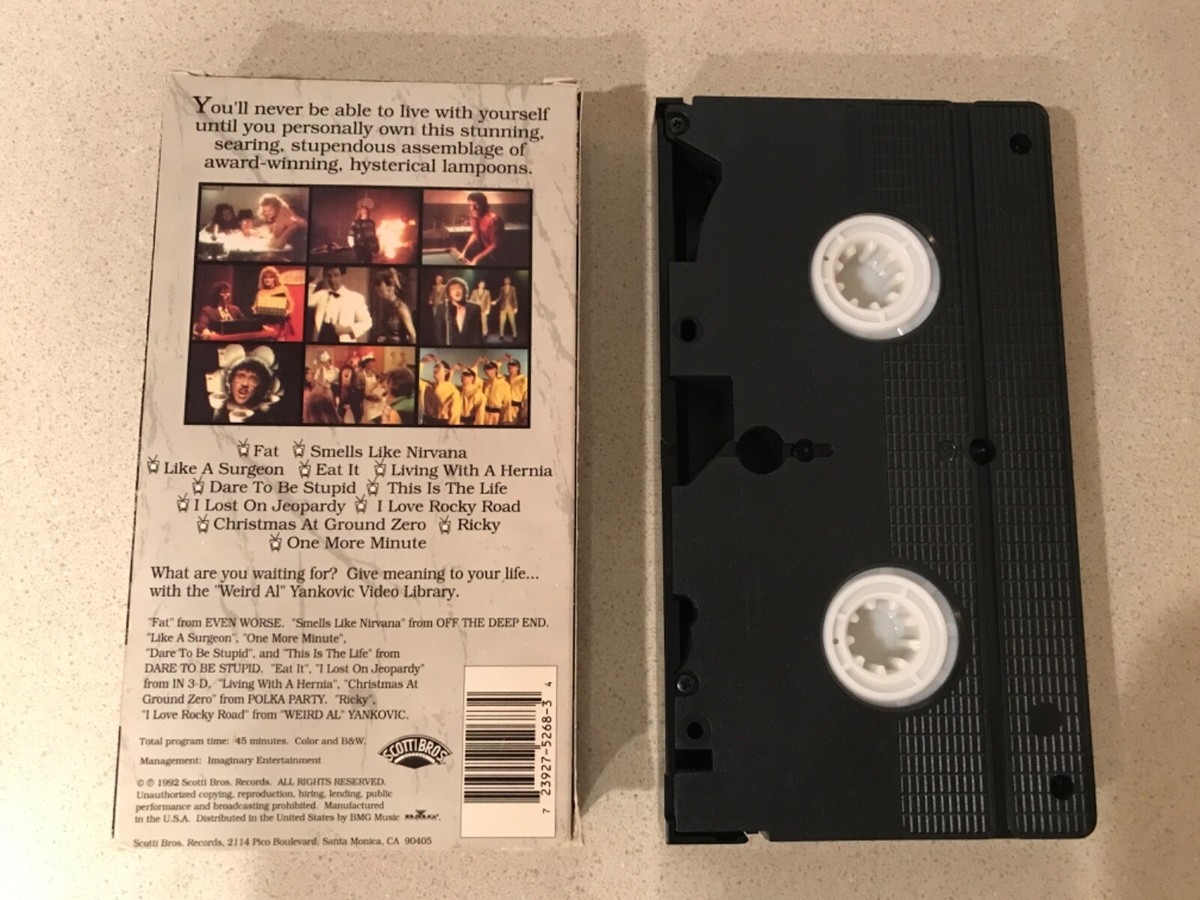 You'll never be able to live with yourself
until you personally own this stunning,
searing, stupendous assemblage of
award-winning, hysterical lampoons.
Fat Smells Like Nirvana
Like A Surgeon Eat It Living With A Hernia
Dare To Be Stupid This Is The Life
I Lost On Jeopardy I Love Rocky Road
Christmas At Ground Zero Ricky
One More Minute
What are you waiting for? Give meaning to your life...
with the "Weird Al" Yankovic Video Library.
"Fat" from EVEN WORSE. "Smells Like Nirvana" from OFF THE DEEP END.
"Like A Surgeon", "One More Minute",
"Dare To Be Stupid", and "This Is The Life" from
DARE TO BE STUPID. "Eat It", "I Lost On Jeopardy"
from IN 3-D. "Living With A Hernia", "Christmas At
Ground Zero" from POLKA PARTY. "Ricky",
"I Love Rocky Road" from "WEIRD AL" YANKOVIC.
Total program time: 45 minutes. Color and B&W.
Management: Imaginary Entertainment
SCOTTI BROS
© ℗ 1992 Scotti Bros. Records. ALL RIGHTS RESERVED.
Unauthorized copying, reproduction, hiring, lending, public
performance and broadcasting prohibited. Manufactured
in the U.S.A. Distributed in the United States by BMG Music
BMG
Scotti Bros. Records, 2114 Pico Boulevard, Santa Monica, CA 90405
7 23927-5268-3 4